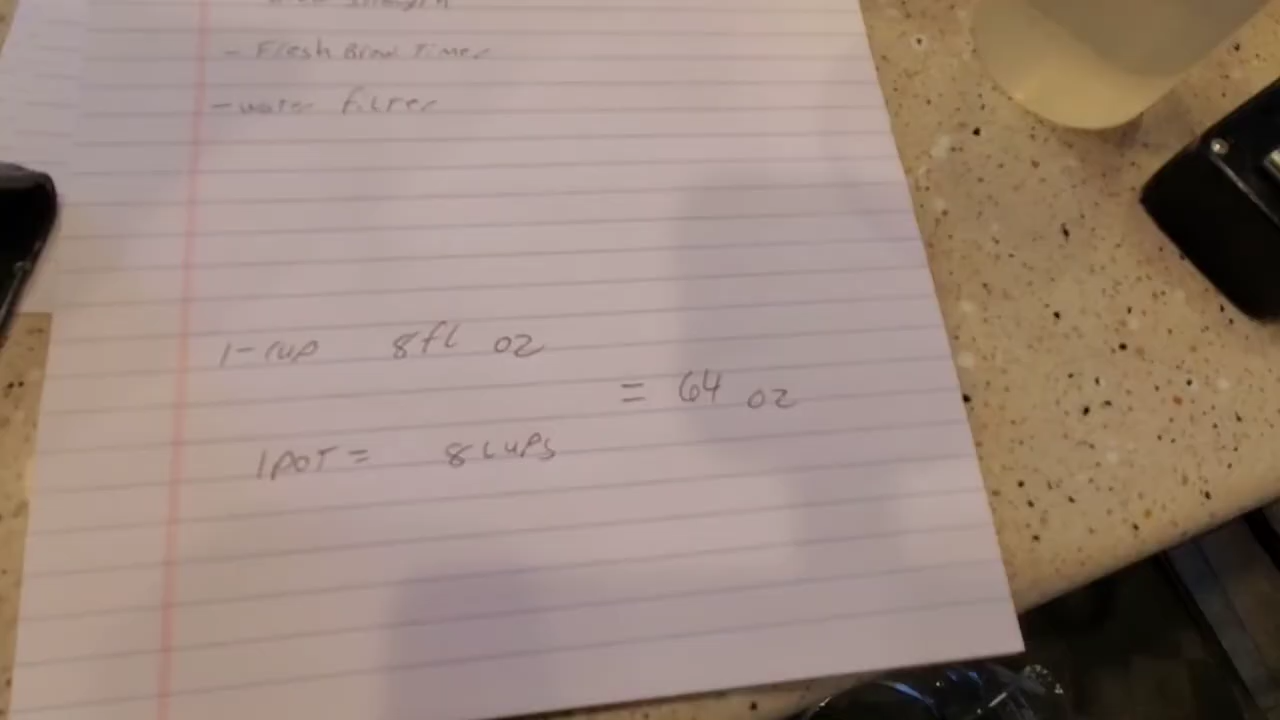 - Fresh Brew Timer
- water filter
1-cup 8fl oz
= 64 oz
1 POT = 8 cups